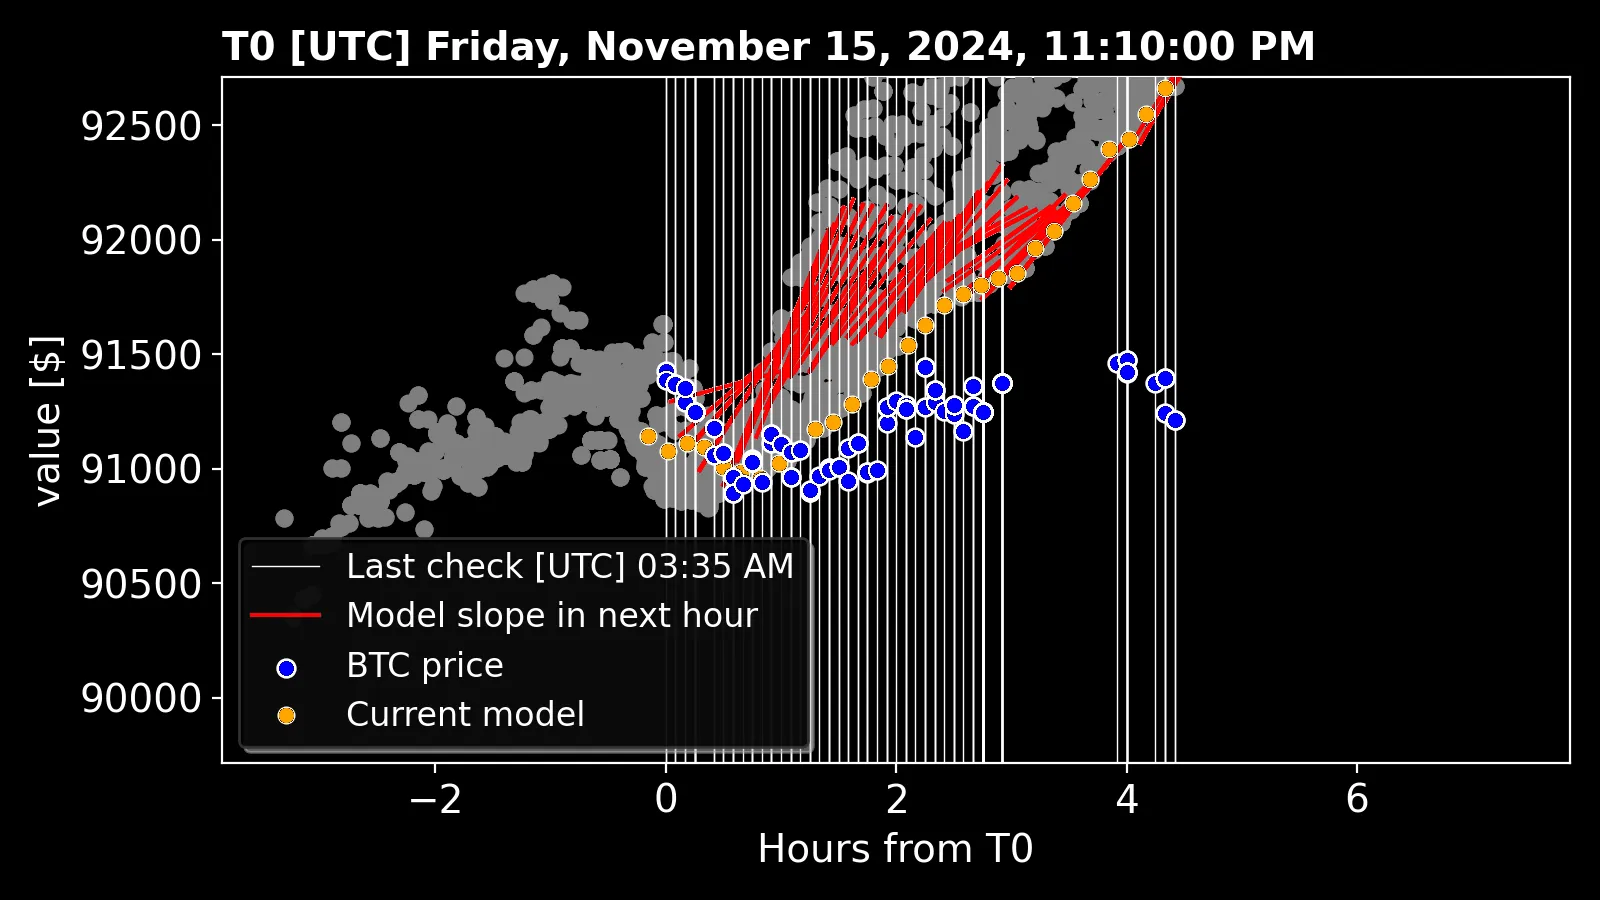 T0 [UTC] Friday, November 15, 2024, 11:10:00 PM
value [$]
92500
92000
91500
91000
90500
90000
Last check [UTC] 03:35 AM
Model slope in next hour
BTC price
Current model
−2
0
2
4
6
Hours from T0